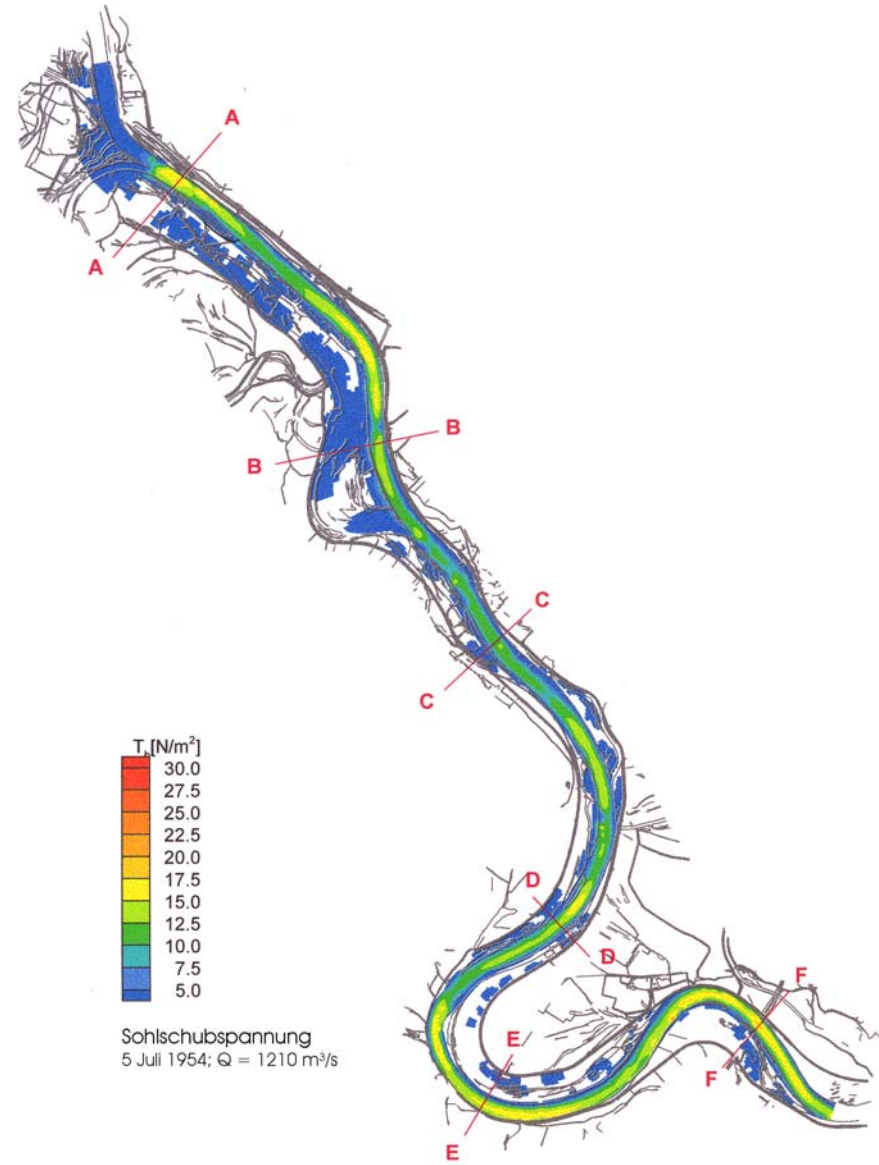 A
A
B
B
C
C
T_b[N/m²]
30.0
27.5
25.0
22.5
20.0
17.5
15.0
12.5
10.0
7.5
5.0
D
D
F
E
F
E
Sohlschubspannung
5 Juli 1954; Q = 1210 m³/s